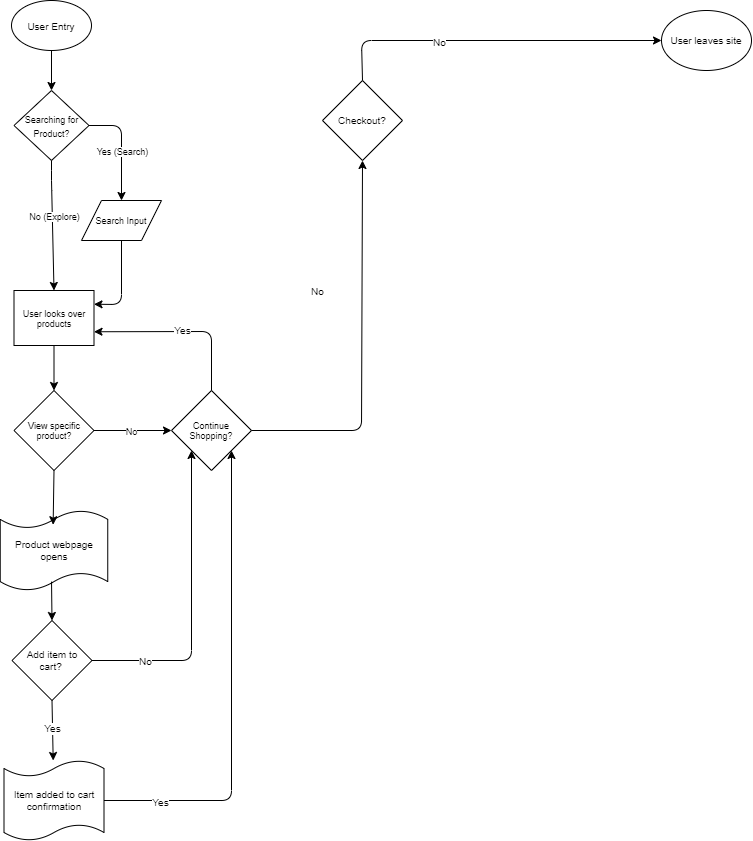 User Entry
No
User leaves site
Searching for
Product?
Checkout?
Yes (Search)
No (Explore)
Search Input
No
User looks over
products
Yes
View specific
product?
No
Continue
Shopping?
Product webpage
opens
Add item to
cart?
No
Yes
Item added to cart
confirmation
Yes